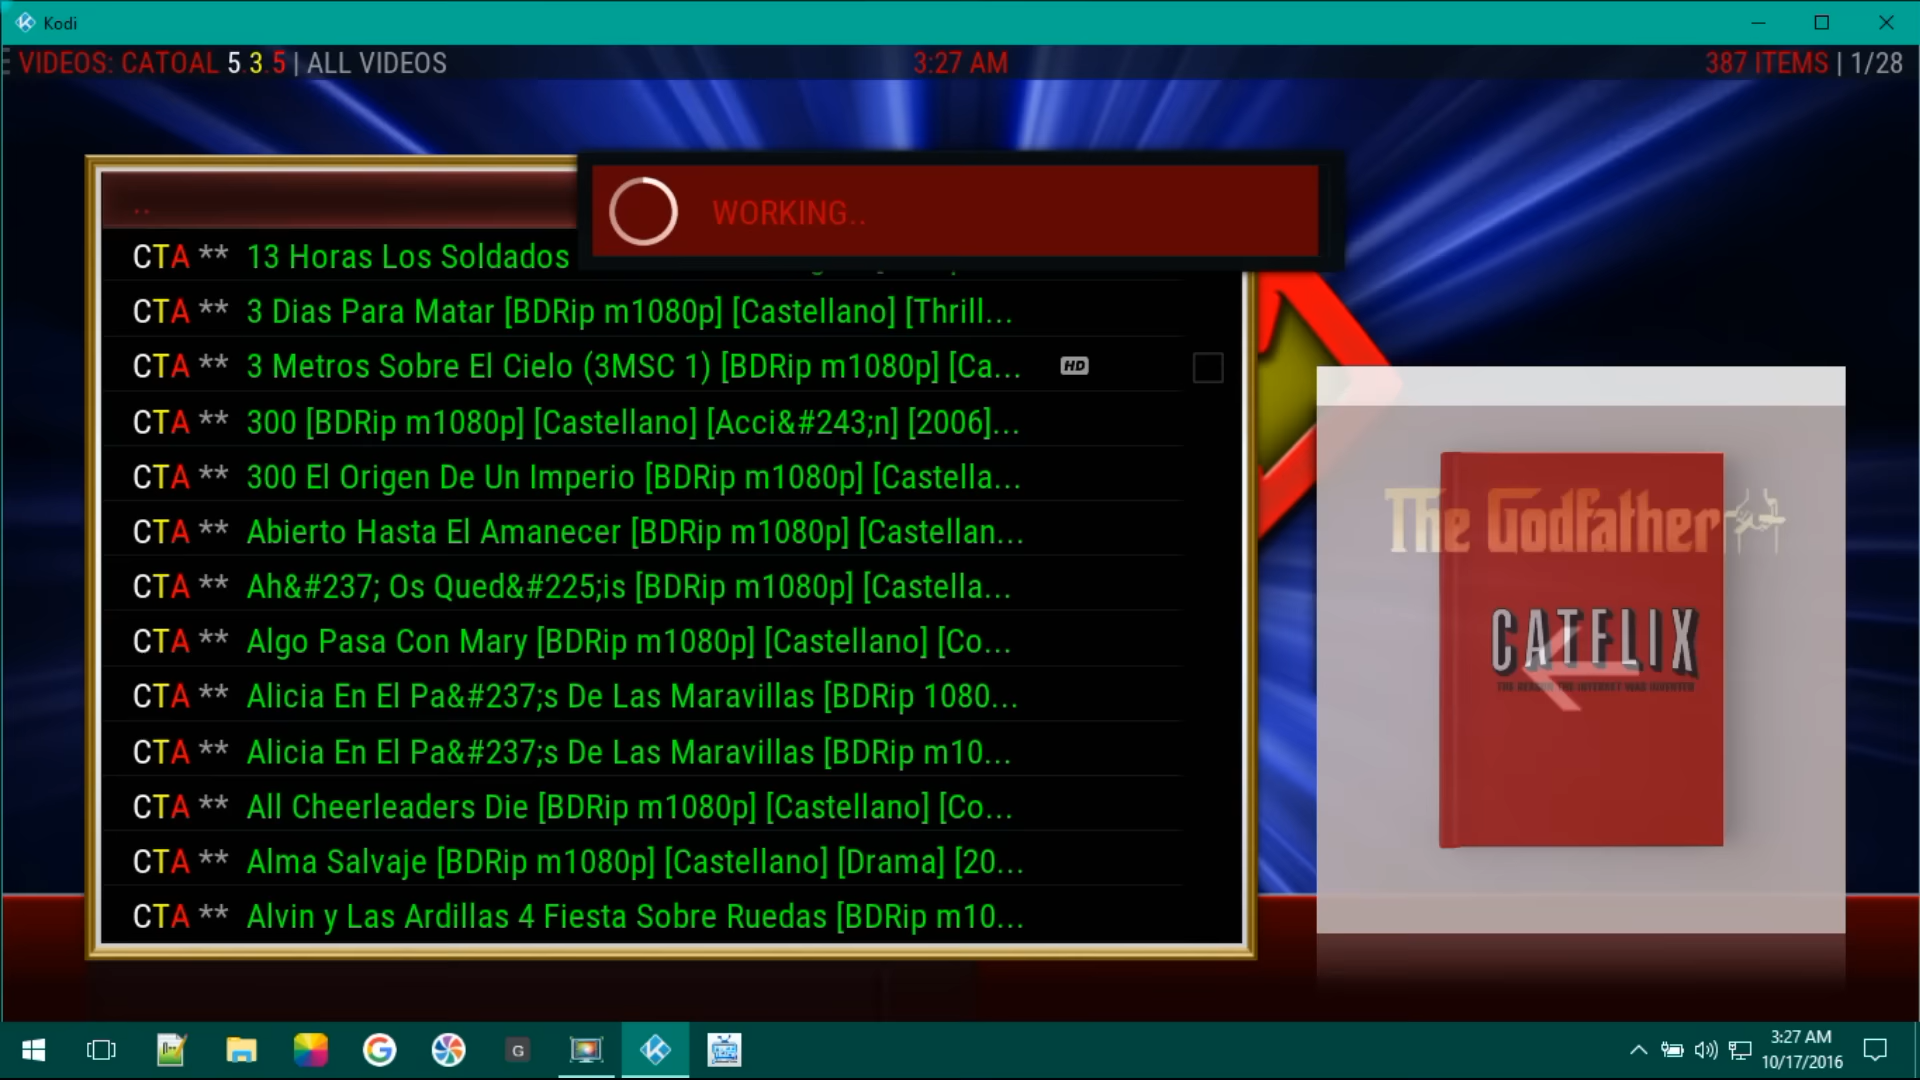 Kodi
VIDEOS: CATOAL 5.3.5 | ALL VIDEOS
3:27 AM
387 ITEMS | 1/28
WORKING..
..
CTA ** 13 Horas Los Soldados
CTA ** 3 Dias Para Matar [BDRip m1080p] [Castellano] [Thrill...
CTA ** 3 Metros Sobre El Cielo (3MSC 1) [BDRip m1080p] [Ca...
HD
CTA ** 300 [BDRip m1080p] [Castellano] [Acci&#243;n] [2006]...
CTA ** 300 El Origen De Un Imperio [BDRip m1080p] [Castella...
CTA ** Abierto Hasta El Amanecer [BDRip m1080p] [Castellan...
CTA ** Ah&#237; Os Qued&#225;is [BDRip m1080p] [Castella...
CTA ** Algo Pasa Con Mary [BDRip m1080p] [Castellano] [Co...
CTA ** Alicia En El Pa&#237;s De Las Maravillas [BDRip 1080...
CTA ** Alicia En El Pa&#237;s De Las Maravillas [BDRip m10...
CTA ** All Cheerleaders Die [BDRip m1080p] [Castellano] [Co...
CTA ** Alma Salvaje [BDRip m1080p] [Castellano] [Drama] [20...
CTA ** Alvin y Las Ardillas 4 Fiesta Sobre Ruedas [BDRip m10...
The Godfather
CATFLIX
THE REASON THE INTERNET WAS INVENTED
G
G
3:27 AM
10/17/2016